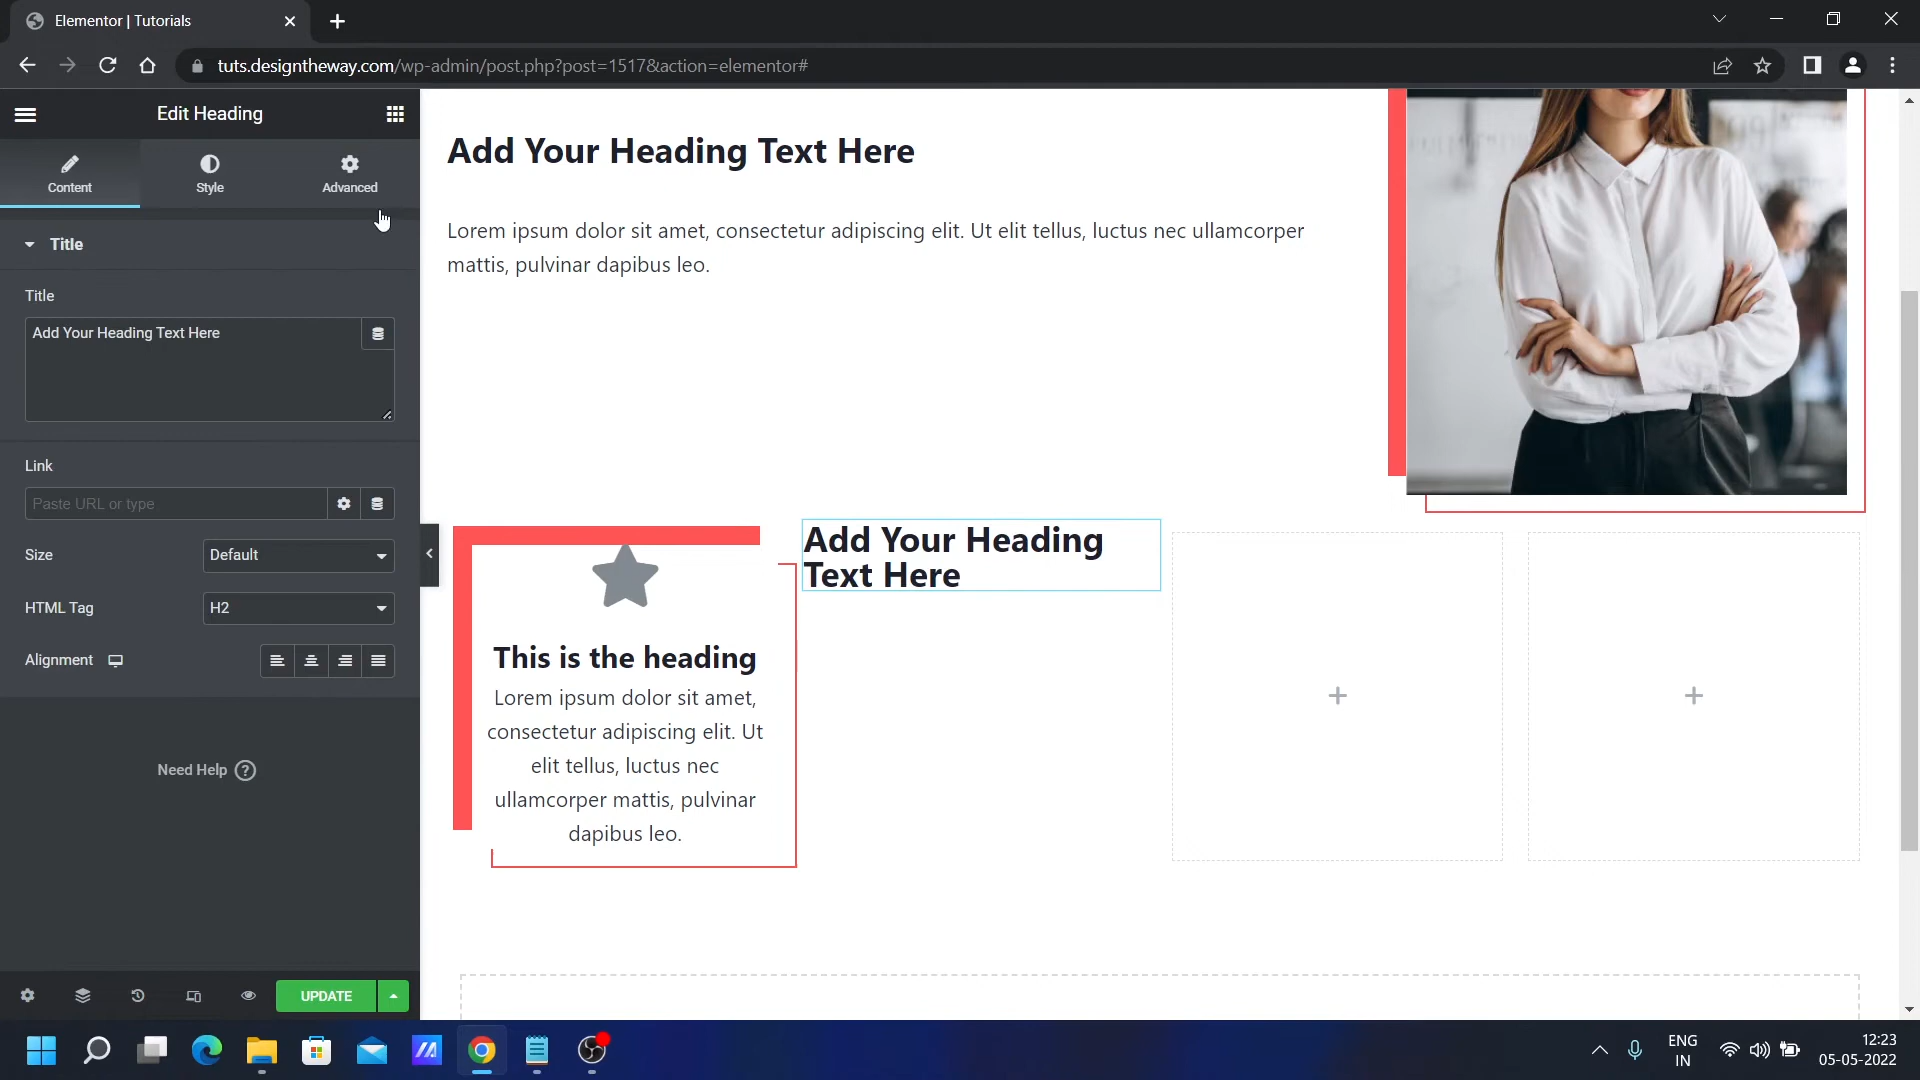 Elementor | Tutorials
tuts.designtheway.com/wp-admin/post.php?post=1517&action=elementor#
Edit Heading
Content
Style
Advanced
Title
Title
Add Your Heading Text Here
Link
Paste URL or type
Size
Default
HTML Tag
H2
Alignment
Need Help
UPDATE
Add Your Heading Text Here
Lorem ipsum dolor sit amet, consectetur adipiscing elit. Ut elit tellus, luctus nec ullamcorper
mattis, pulvinar dapibus leo.
This is the heading
Lorem ipsum dolor sit amet,
consectetur adipiscing elit. Ut
elit tellus, luctus nec
ullamcorper mattis, pulvinar
dapibus leo.
Add Your Heading
Text Here
ENG
IN
12:23
05-05-2022